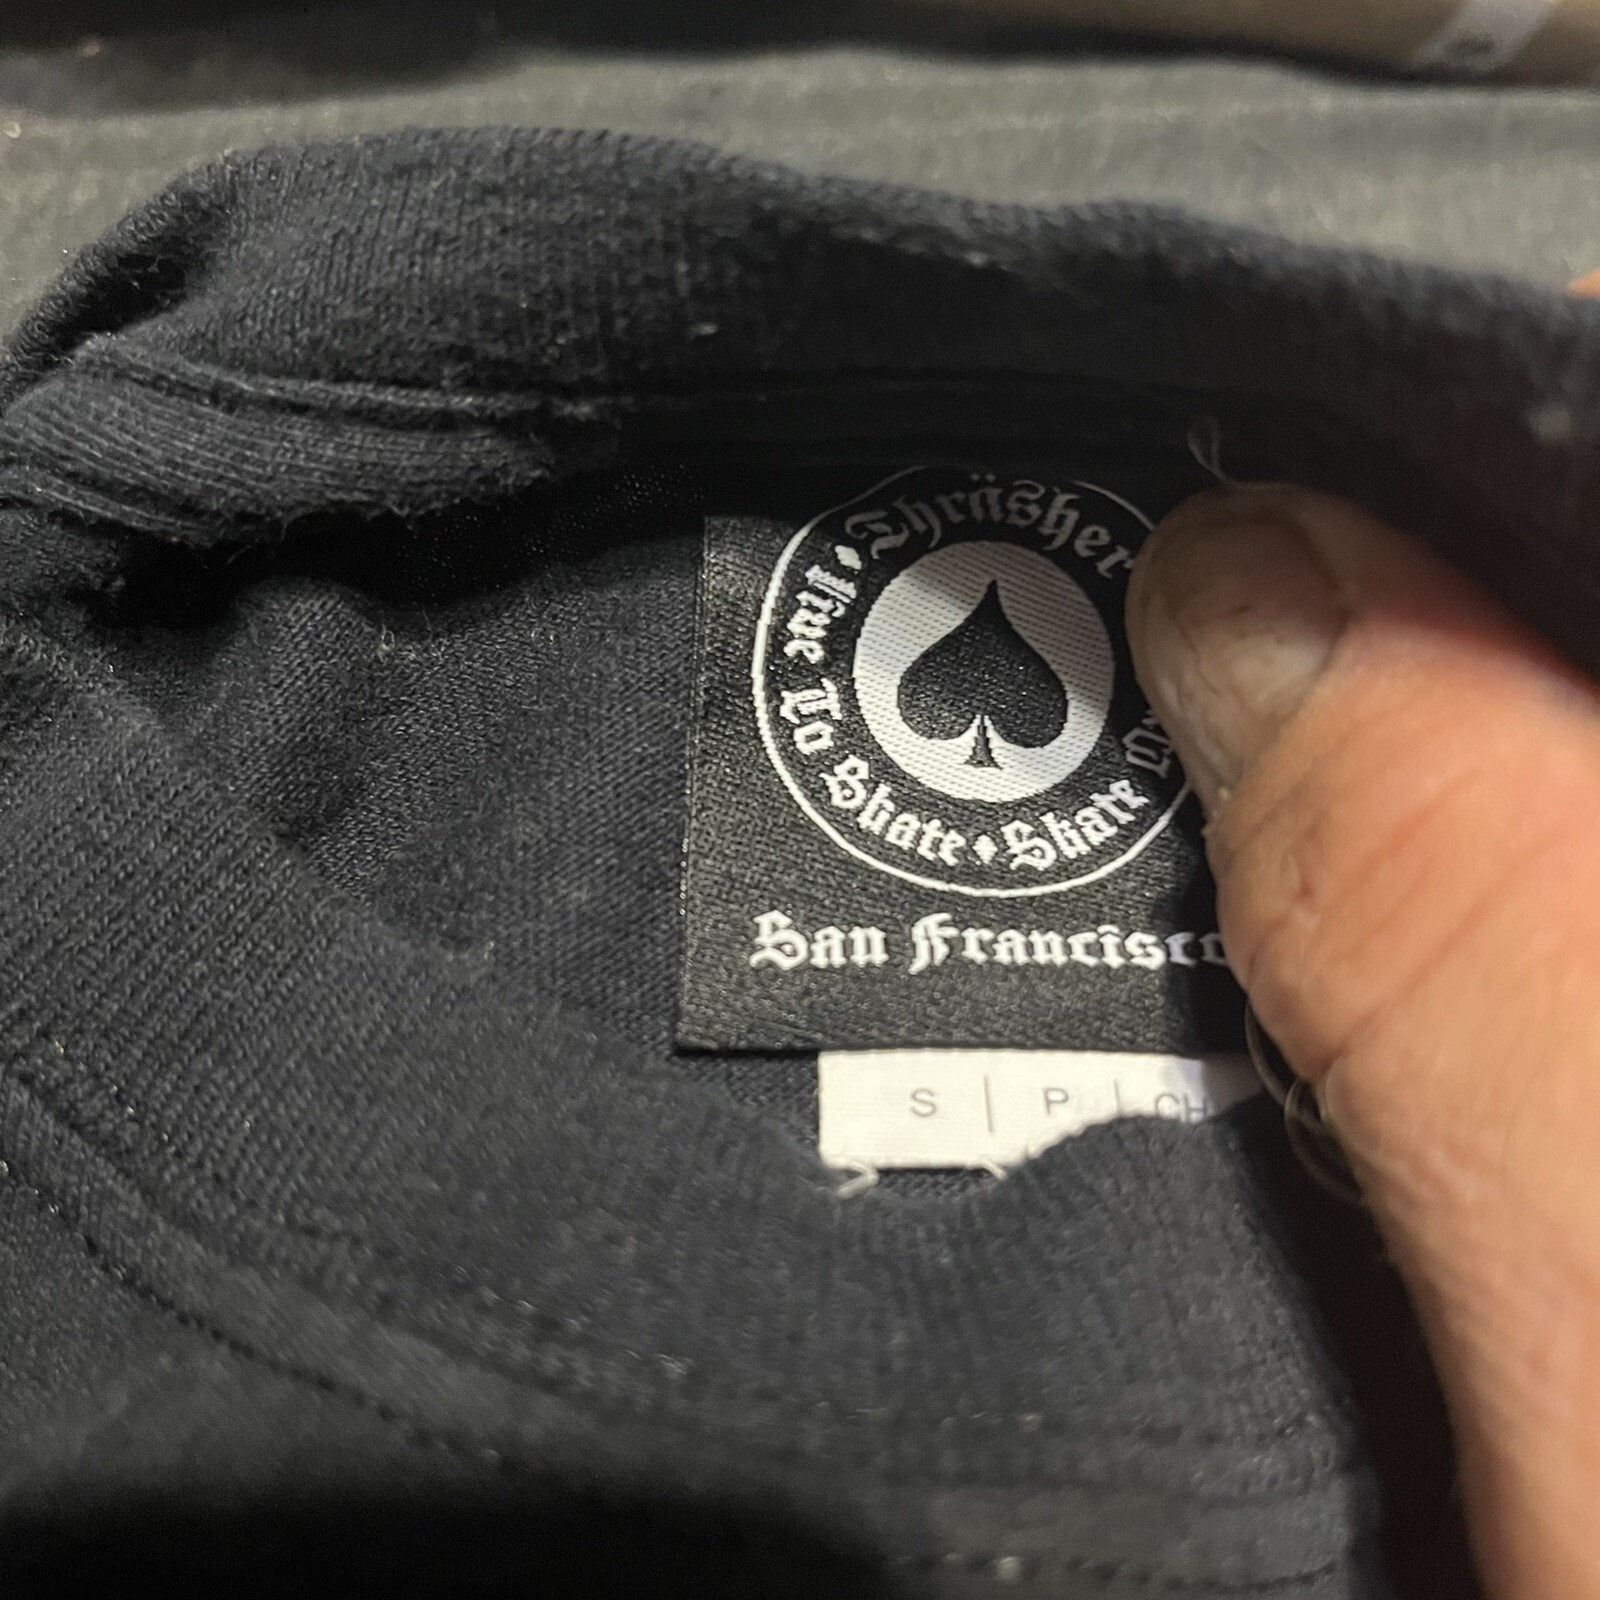 Thräsher
Live To Skate • Skate
San Francisco
S | P | CH